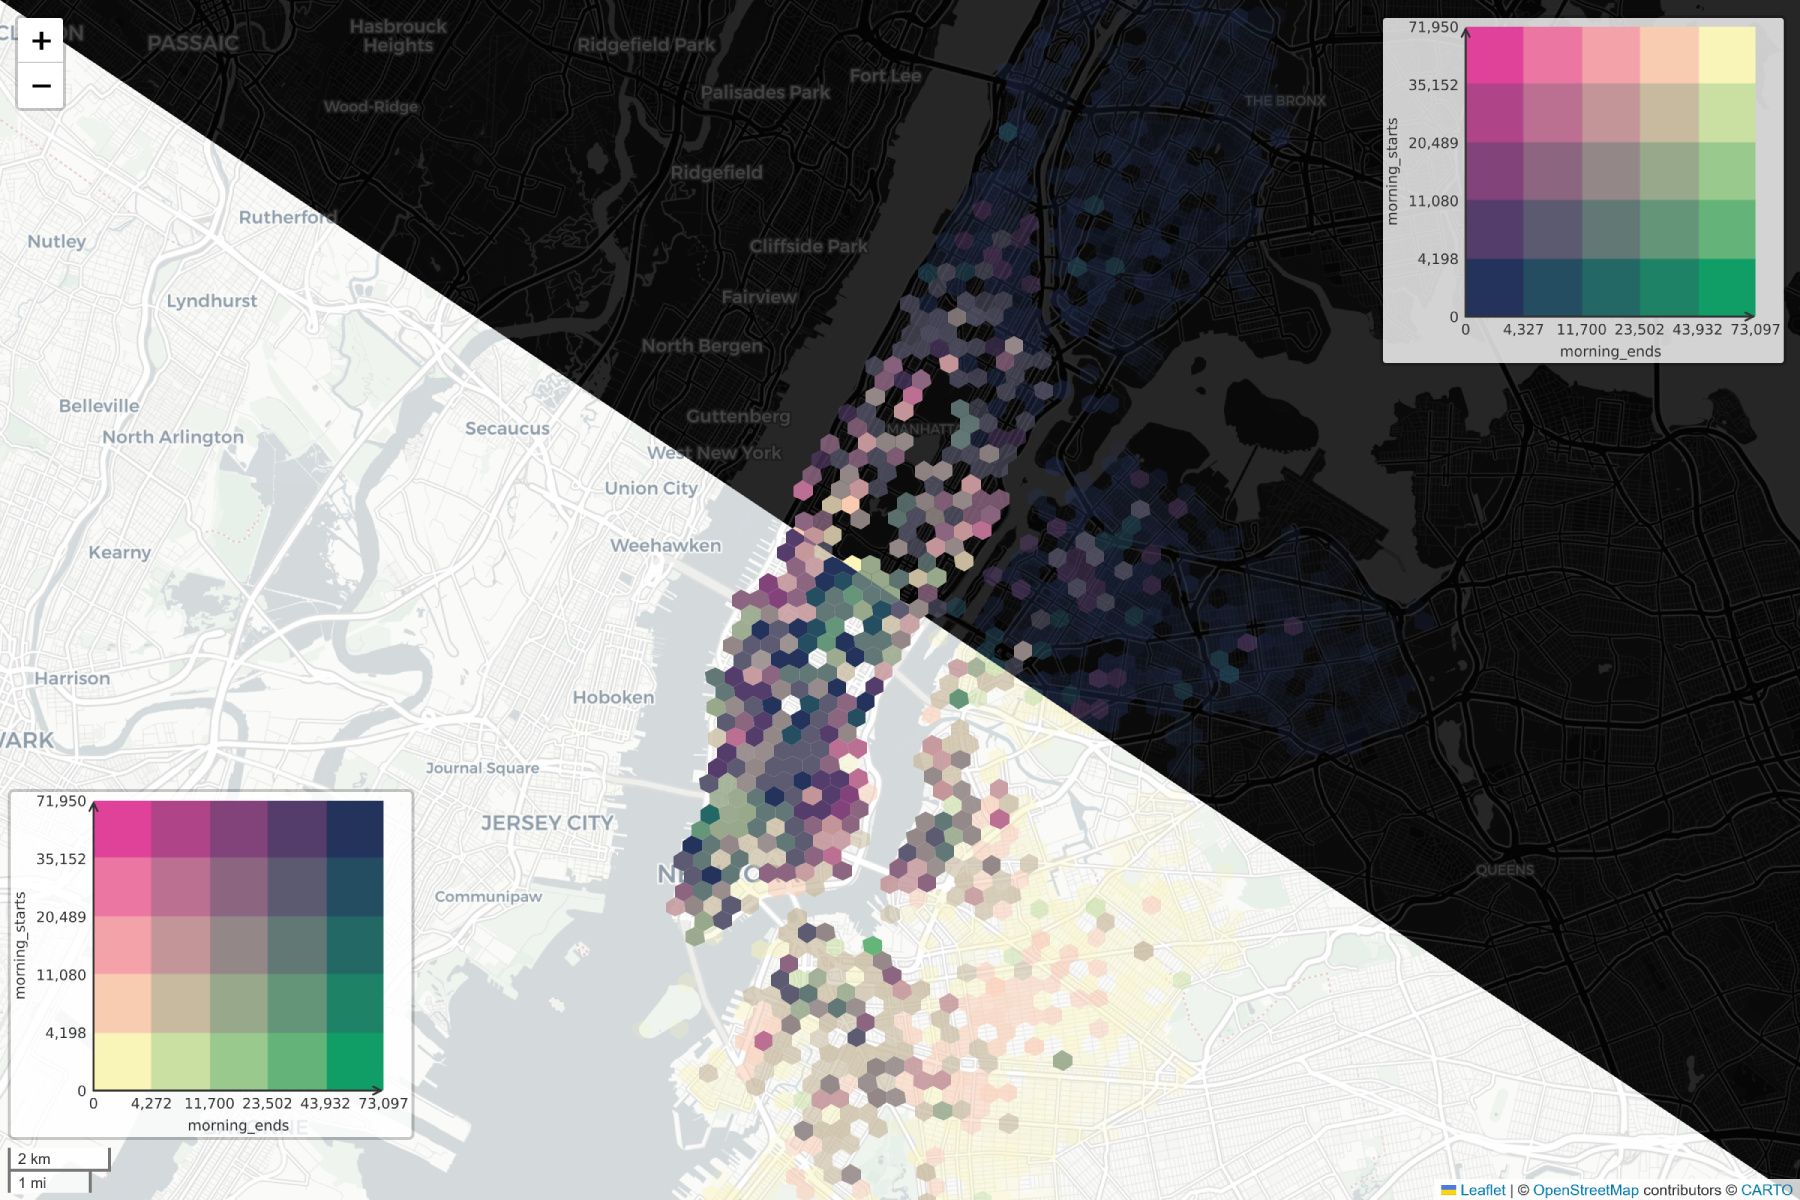 +
−
PASSAIC
Hasbrouck
Heights
Ridgefield Park
Fort Lee
Palisades Park
Wood-Ridge
THE BRONX
Ridgefield
Rutherford
Nutley
Cliffside Park
Lyndhurst
Fairview
North Bergen
Belleville
Guttenberg
North Arlington
Secaucus
West New York
Union City
Kearny
Weehawken
Harrison
Hoboken
Journal Square
JERSEY CITY
Communipaw
QUEENS
71,950
35,152
20,489
11,080
4,198
0
morning_starts
0 4,327 11,700 23,502 43,932 73,097
morning_ends
71,950
35,152
20,489
11,080
4,198
0
morning_starts
0 4,272 11,700 23,502 43,932 73,097
morning_ends
2 km
1 mi
Leaflet | © OpenStreetMap contributors © CARTO